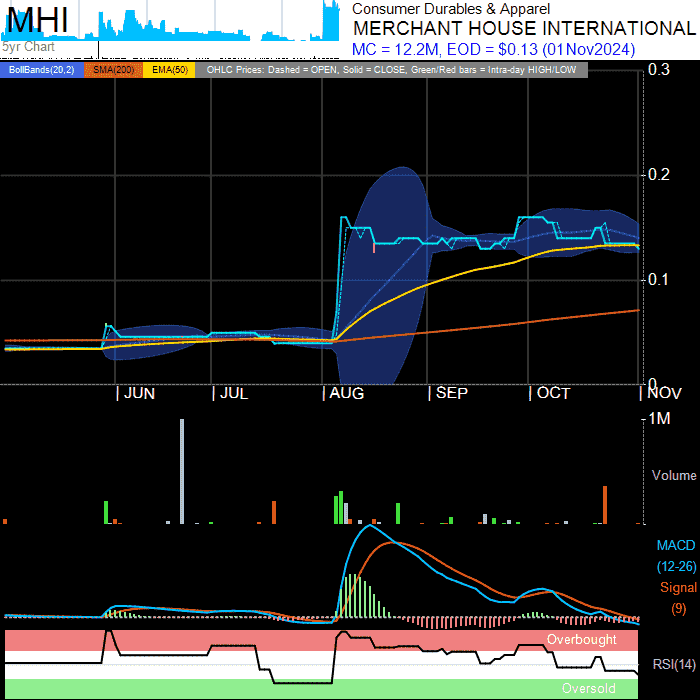 MHI
5yr Chart
Consumer Durables & Apparel
MERCHANT HOUSE INTERNATIONAL
MC = 12.2M, EOD = $0.13 (01Nov2024)
BollBands(20,2) SMA(200) EMA(50) OHLC Prices: Dashed = OPEN, Solid = CLOSE, Green/Red bars = Intra-day HIGH/LOW
0.3
0.2
0.1
0
JUN JUL AUG SEP OCT NOV
1M
Volume
MACD
(12-26)
Signal
(9)
Overbought
RSI(14)
Oversold